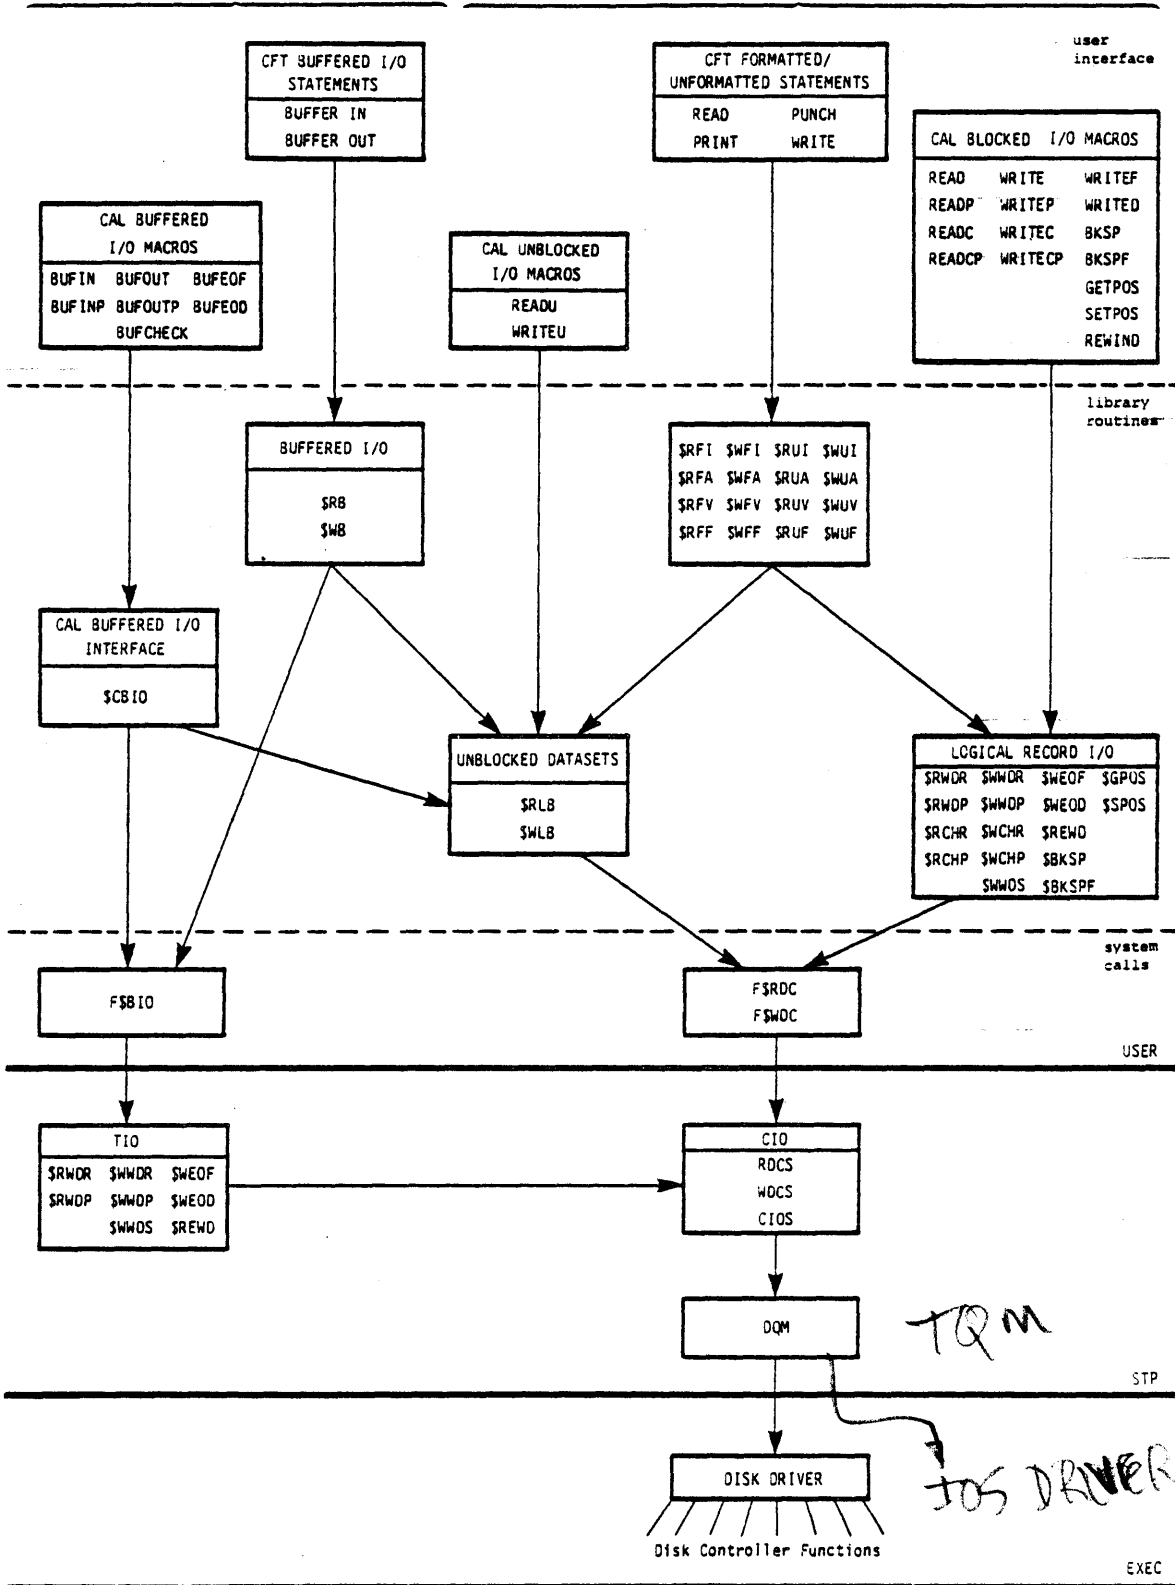 user
interface
CFT BUFFERED I/O
STATEMENTS
BUFFER IN
BUFFER OUT
CFT FORMATTED/
UNFORMATTED STATEMENTS
READ PUNCH
PRINT WRITE
CAL BLOCKED I/O MACROS
READ WRITE WRITEF
READP WRITEP WRITED
READC WRITEC BKSP
READCP WRITECP BKSPF
GETPOS
SETPOS
REWIND
CAL BUFFERED
I/O MACROS
BUFIN BUFOUT BUFEOF
BUFINP BUFOUTP BUFEOD
BUFCHECK
CAL UNBLOCKED
I/O MACROS
READU
WRITEU
library
routines
BUFFERED I/O
$RB
$WB
$RFI $WFI $RUI $WUI
$RFA $WFA $RUA $WUA
$RFV $WFV $RUV $WUV
$RFF $WFF $RUF $WUF
CAL BUFFERED I/O
INTERFACE
$CBIO
UNBLOCKED DATASETS
$RLB
$WLB
LOGICAL RECORD I/O
$RWDR $WWDR $WEOF $GPOS
$RWDP $WWDP $WEOD $SPOS
$RCHR $WCHR $REWD
$RCHP $WCHP $BKSP
$WWDS $BKSPF
system
calls
F$BIO
F$RDC
F$WDC
USER
TIO
$RWDR $WWDR $WEOF
$RWDP $WWDP $WEOD
$WWDS $REWD
CIO
RDCS
WDCS
CIOS
DQM
TQM
STP
DISK DRIVER
IOS DRIVER
Disk Controller Functions
EXEC